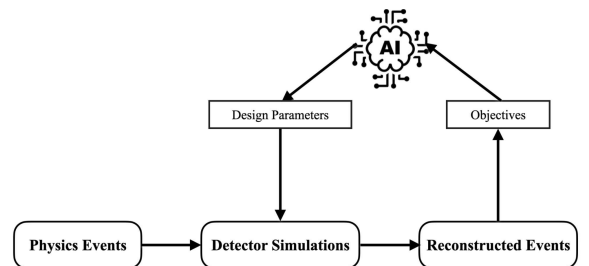 AI
Design Parameters
Objectives
Physics Events
Detector Simulations
Reconstructed Events